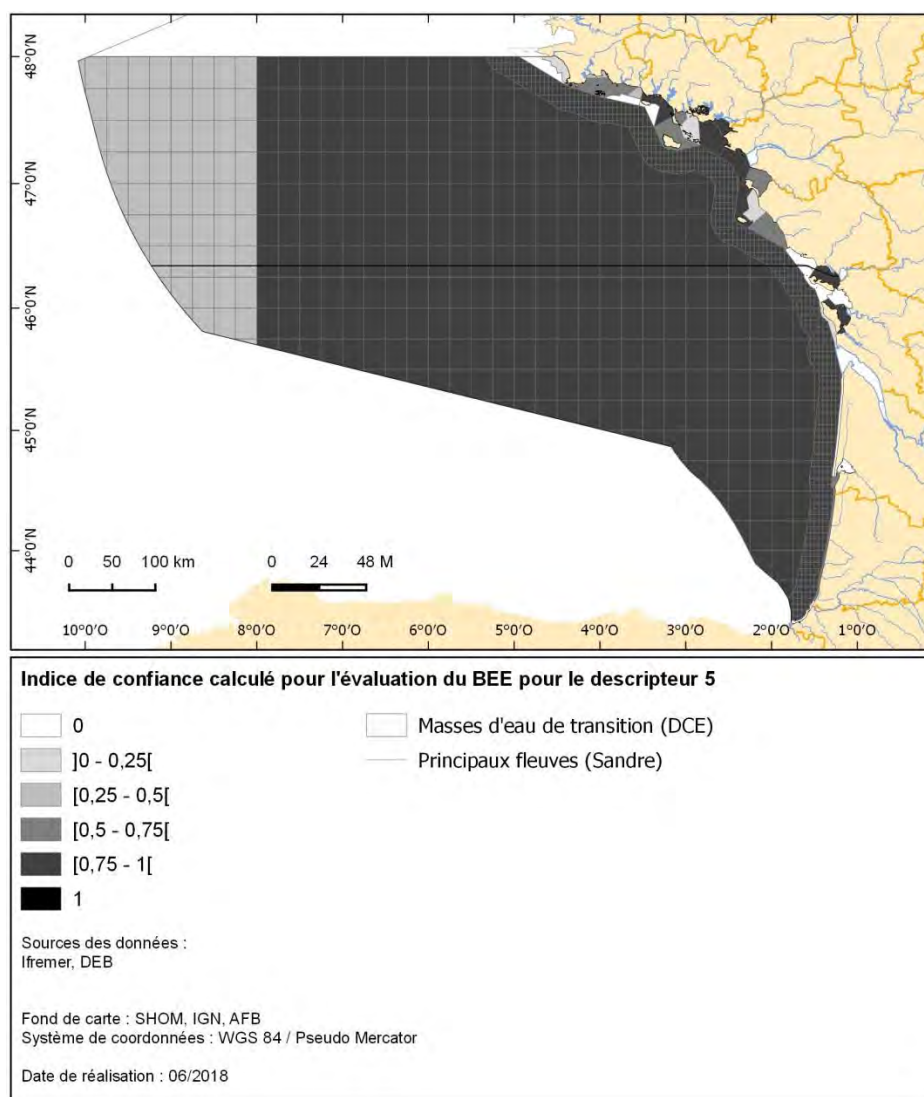 48°0'N
47°0'N
46°0'N
45°0'N
44°0'N
0 50 100 km
0 24 48 M
10°0'O 9°0'O 8°0'O 7°0'O 6°0'O 5°0'O 4°0'O 3°0'O 2°0'O 1°0'O
Indice de confiance calculé pour l'évaluation du BEE pour le descripteur 5
0
]0 - 0,25[
[0,25 - 0,5[
[0,5 - 0,75[
[0,75 - 1[
1
Masses d'eau de transition (DCE)
Principaux fleuves (Sandre)
Sources des données :
Ifremer, DEB
Fond de carte : SHOM, IGN, AFB
Système de coordonnées : WGS 84 / Pseudo Mercator
Date de réalisation : 06/2018